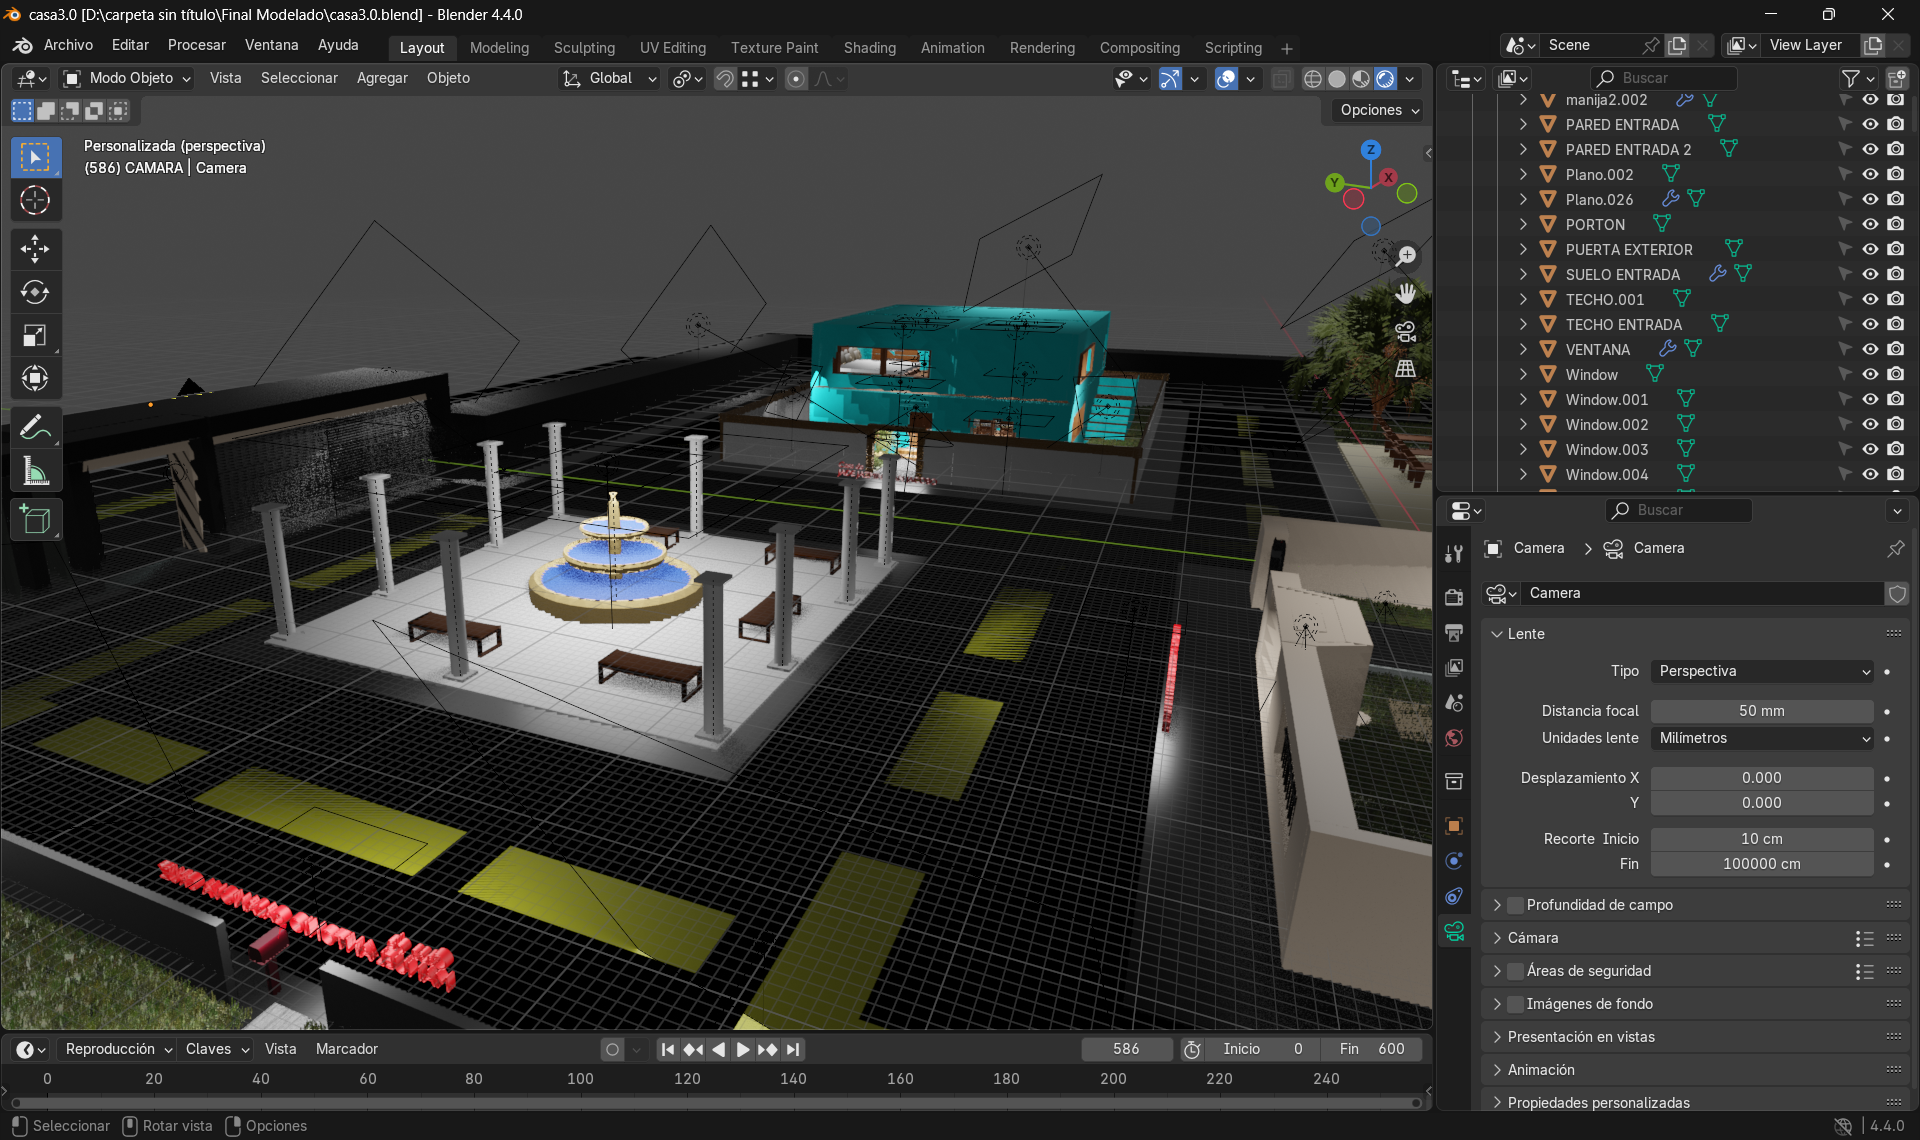 casa3.0 [D:\carpeta sin título\Final Modelado\casa3.0.blend] - Blender 4.4.0
Archivo Editar Procesar Ventana Ayuda Layout Modeling Sculpting UV Editing Texture Paint Shading Animation Rendering Compositing Scripting + Scene View Layer
Modo Objeto Vista Seleccionar Agregar Objeto Global Buscar
Opciones
Personalizada (perspectiva)
(586) CAMARA | Camera
Z
Y
X
manija2.002
PARED ENTRADA
PARED ENTRADA 2
Plano.002
Plano.026
PORTON
PUERTA EXTERIOR
SUELO ENTRADA
TECHO.001
TECHO ENTRADA
VENTANA
Window
Window.001
Window.002
Window.003
Window.004
Buscar
Camera > Camera
Camera
Lente
Tipo Perspectiva
Distancia focal 50 mm
Unidades lente Milímetros
Desplazamiento X 0.000
Y 0.000
Recorte Inicio 10 cm
Fin 100000 cm
Profundidad de campo
Cámara
Áreas de seguridad
Imágenes de fondo
Presentación en vistas
Animación
Propiedades personalizadas
Reproducción Claves Vista Marcador 586 Inicio 0 Fin 600
0 20 40 60 80 100 120 140 160 180 200 220 240
Seleccionar Rotar vista Opciones 4.4.0